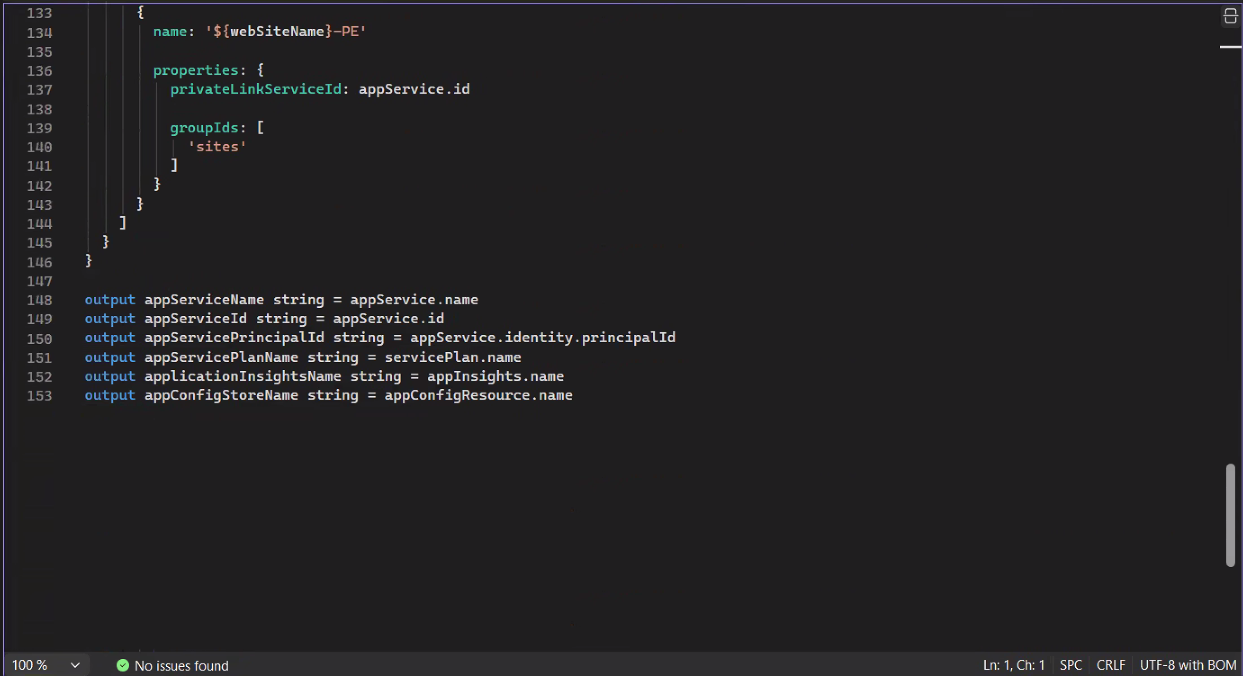 133 {
134 name: '${webSiteName}-PE'
135
136 properties: {
137 privateLinkServiceId: appService.id
138
139 groupIds: [
140 'sites'
141 ]
142 }
143 }
144 ]
145 }
146 }
147
148 output appServiceName string = appService.name
149 output appServiceId string = appService.id
150 output appServicePrincipalId string = appService.identity.principalId
151 output appServicePlanName string = servicePlan.name
152 output applicationInsightsName string = appInsights.name
153 output appConfigStoreName string = appConfigResource.name
100 % No issues found Ln: 1, Ch: 1 SPC CRLF UTF-8 with BOM